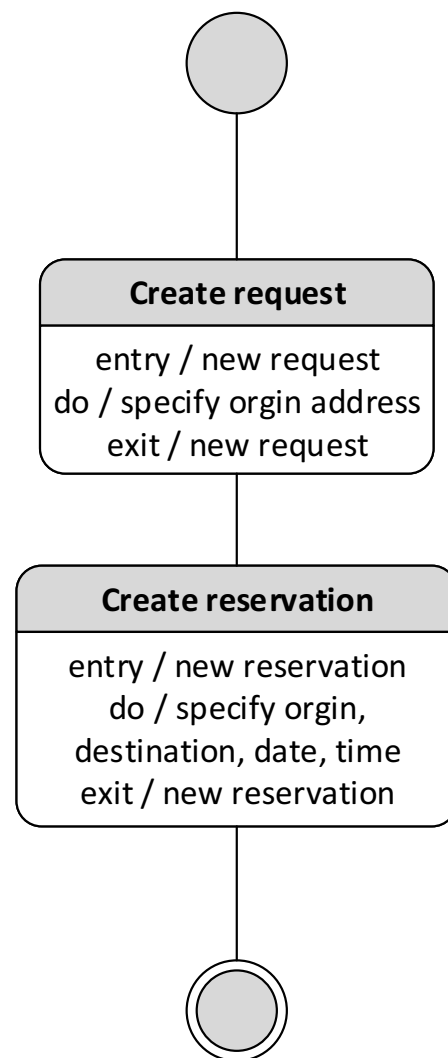 Create request
entry / new request
do / specify orgin address
exit / new request
Create reservation
entry / new reservation
do / specify orgin,
destination, date, time
exit / new reservation